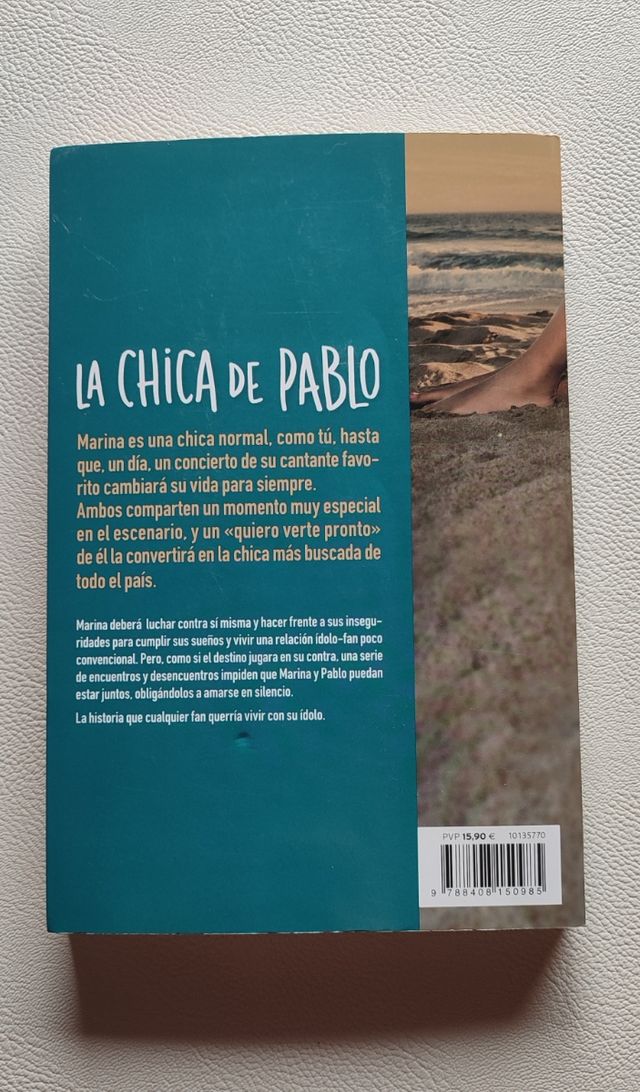 LA CHICA DE PABLO
Marina es una chica normal, como tú, hasta
que, un día, un concierto de su cantante favo-
rito cambiará su vida para siempre.
Ambos comparten un momento muy especial
en el escenario, y un «quiero verte pronto»
de él la convertirá en la chica más buscada de
todo el país.
Marina deberá luchar contra sí misma y hacer frente a sus insegu-
ridades para cumplir sus sueños y vivir una relación ídolo-fan poco
convencional. Pero, como si el destino jugara en su contra, una serie
de encuentros y desencuentros impiden que Marina y Pablo puedan
estar juntos, obligándolos a amarse en silencio.
La historia que cualquier fan querría vivir con su ídolo.
PVP 15,90 € 10135770
9 788408 150985